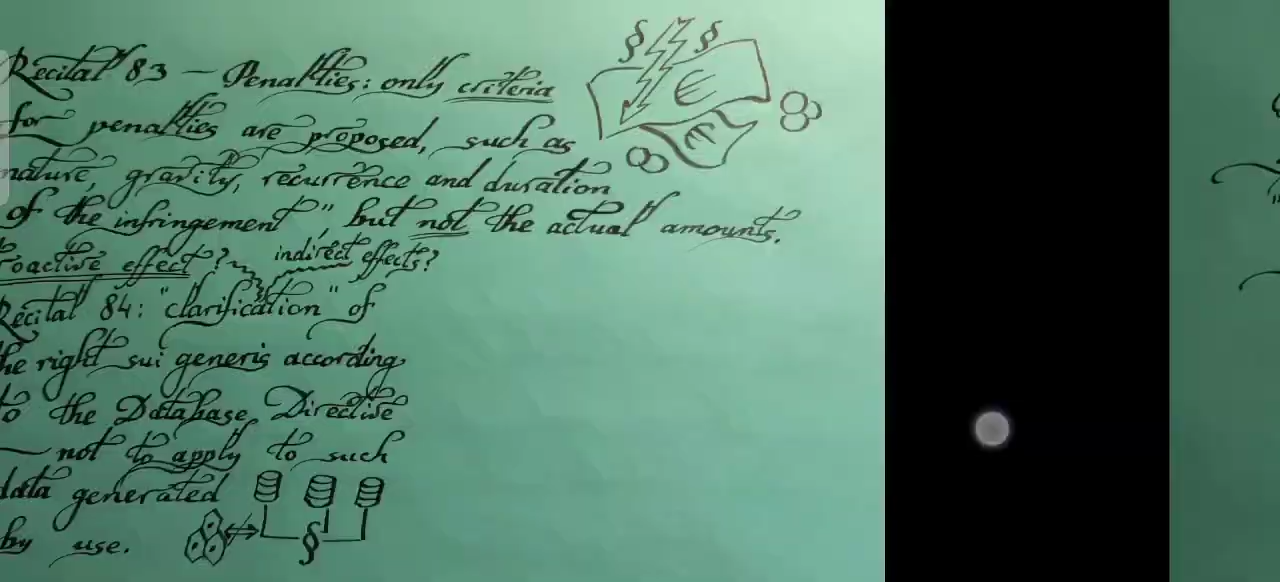 Recital 83 — Penalties: only criteria
for penalties are proposed, such as
nature, gravity, recurrence and duration
of the infringement", but not the actual amounts.
roactive effect? indirect effects?
Recital 84: "clarification" of
he right sui generis according
to the Database Directive
— not to apply to such
data generated
by use.
§ § € €
§